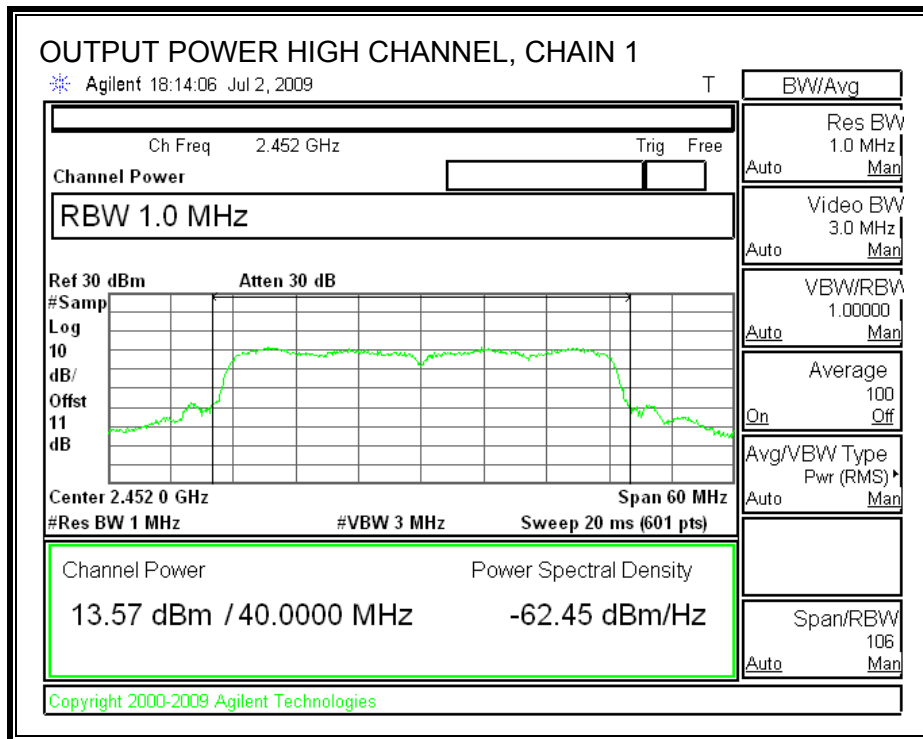 OUTPUT POWER HIGH CHANNEL, CHAIN 1
Agilent 18:14:06 Jul 2, 2009 T
Ch Freq 2.452 GHz Trig Free
Channel Power
RBW 1.0 MHz
Ref 30 dBm Atten 30 dB
#Samp
Log
10
dB/
Offst
11
dB
Center 2.452 0 GHz Span 60 MHz
#Res BW 1 MHz #VBW 3 MHz Sweep 20 ms (601 pts)
Channel Power Power Spectral Density
13.57 dBm / 40.0000 MHz -62.45 dBm/Hz
Copyright 2000-2009 Agilent Technologies
BW/Avg
Res BW
1.0 MHz
Auto Man
Video BW
3.0 MHz
Auto Man
VBW/RBW
1.00000
Auto Man
Average
100
On Off
Avg/VBW Type
Pwr (RMS)
Auto Man
Span/RBW
106
Auto Man